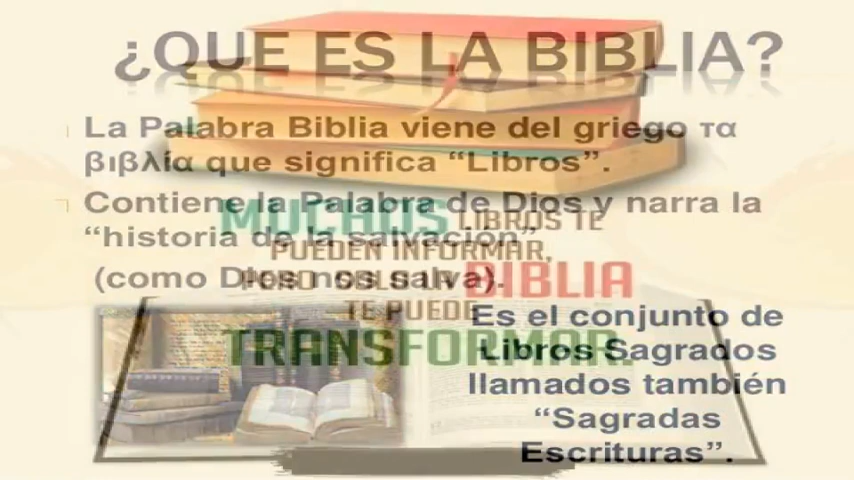 ¿QUE ES LA BIBLIA?
La Palabra Biblia viene del griego τα
βιβλία que significa “Libros”.
Contiene la Palabra de Dios y narra la
“historia de la salvación”
(como Dios nos salva).
MUCHOS LIBROS TE
PUEDEN INFORMAR,
PERO SOLO LA BIBLIA
TE PUEDE
TRANSFORMAR.
Es el conjunto de
Libros Sagrados
llamados también
“Sagradas
Escrituras”.